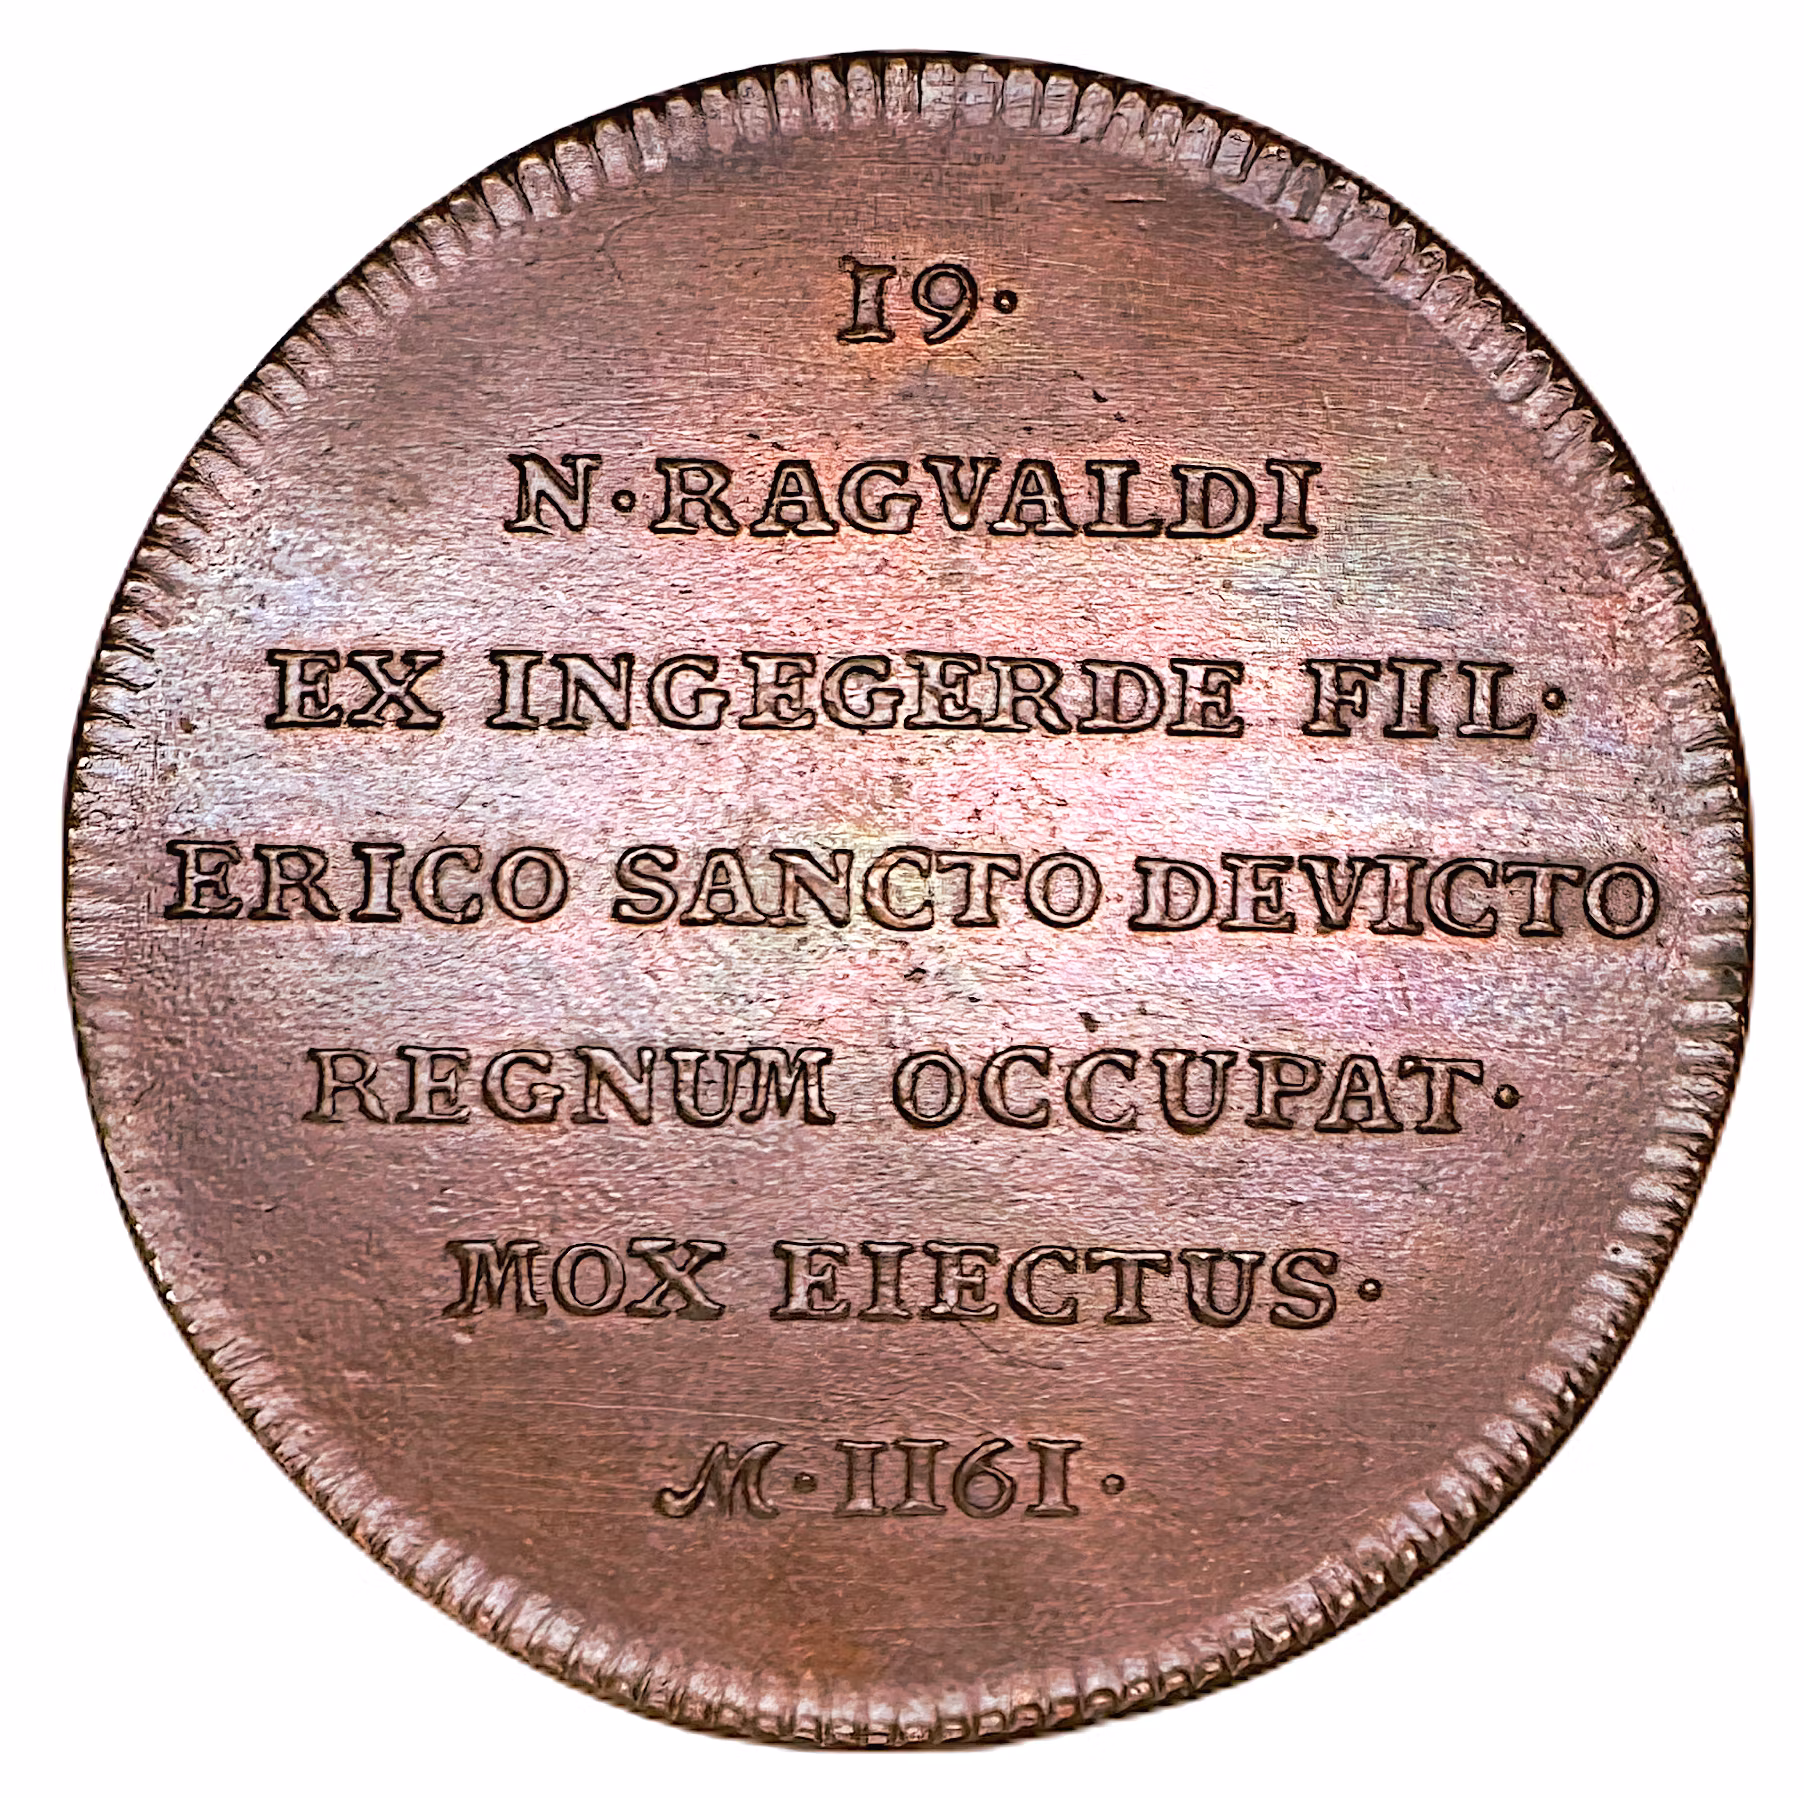 19·
N·RAGVALDI
EX INGEGERDE FIL·
ERICO SANCTO DEVICTO
REGNUM OCCUPAT·
MOX EIECTUS·
M·1161·